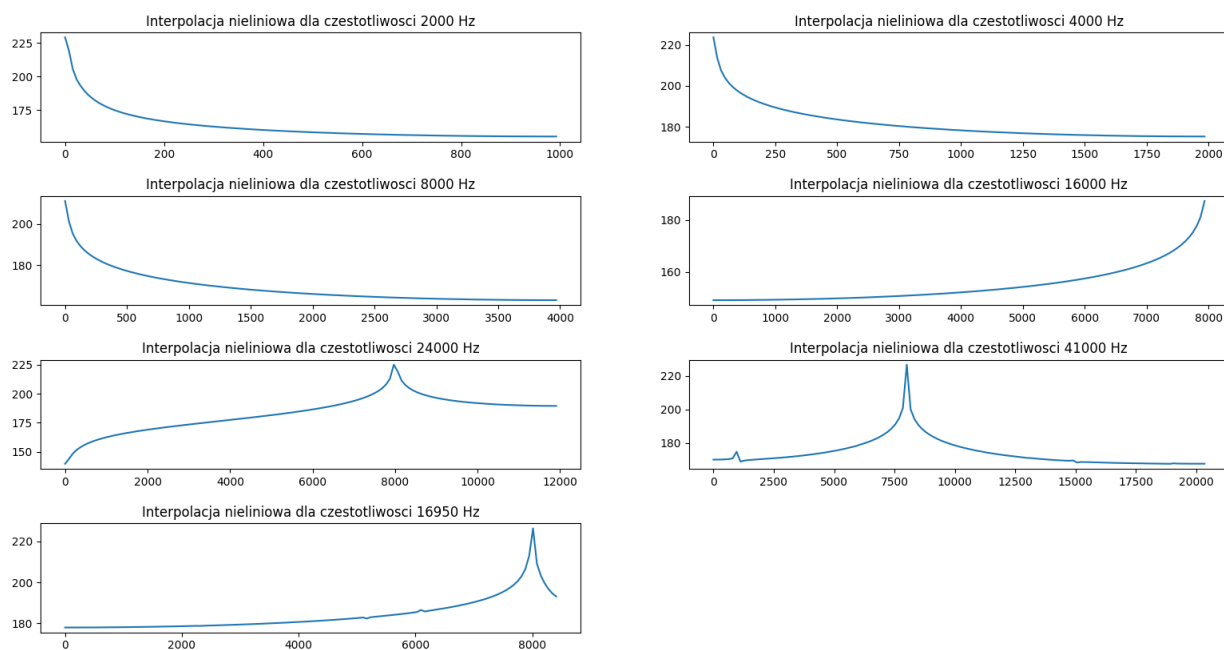 Interpolacja nieliniowa dla czestotliwosci 2000 Hz
225
200
175
0 200 400 600 800 1000
Interpolacja nieliniowa dla czestotliwosci 4000 Hz
220
200
180
0 250 500 750 1000 1250 1500 1750 2000
Interpolacja nieliniowa dla czestotliwosci 8000 Hz
200
180
0 500 1000 1500 2000 2500 3000 3500 4000
Interpolacja nieliniowa dla czestotliwosci 16000 Hz
180
160
0 1000 2000 3000 4000 5000 6000 7000 8000
Interpolacja nieliniowa dla czestotliwosci 24000 Hz
225
200
175
150
0 2000 4000 6000 8000 10000 12000
Interpolacja nieliniowa dla czestotliwosci 41000 Hz
220
200
180
0 2500 5000 7500 10000 12500 15000 17500 20000
Interpolacja nieliniowa dla czestotliwosci 16950 Hz
220
200
180
0 2000 4000 6000 8000